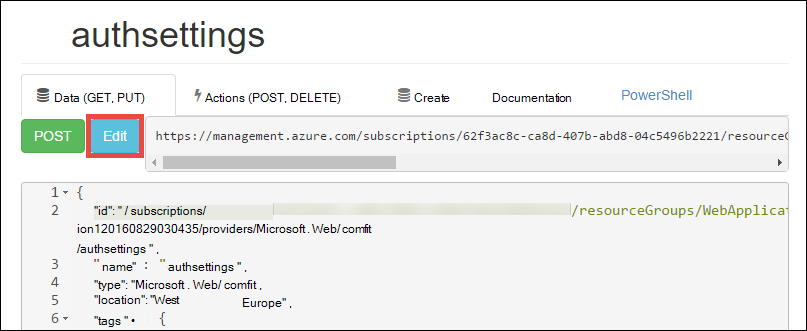 authsettings
Data (GET, PUT) Actions (POST, DELETE) Create Documentation PowerShell
POST Edit https://management.azure.com/subscriptions/62f3ac8c-ca8d-407b-abd8-04c5496b2221/resourceG
1 {
2 "id": " / subscriptions/ /resourceGroups/WebApplicat
ion120160829030435/providers/Microsoft . Web/ comfit
/authsettings " ,
3 " name" : " authsettings " ,
4 "type": "Microsoft . Web/ comfit ,
5 "location": "West Europe" ,
6 "tags " • {